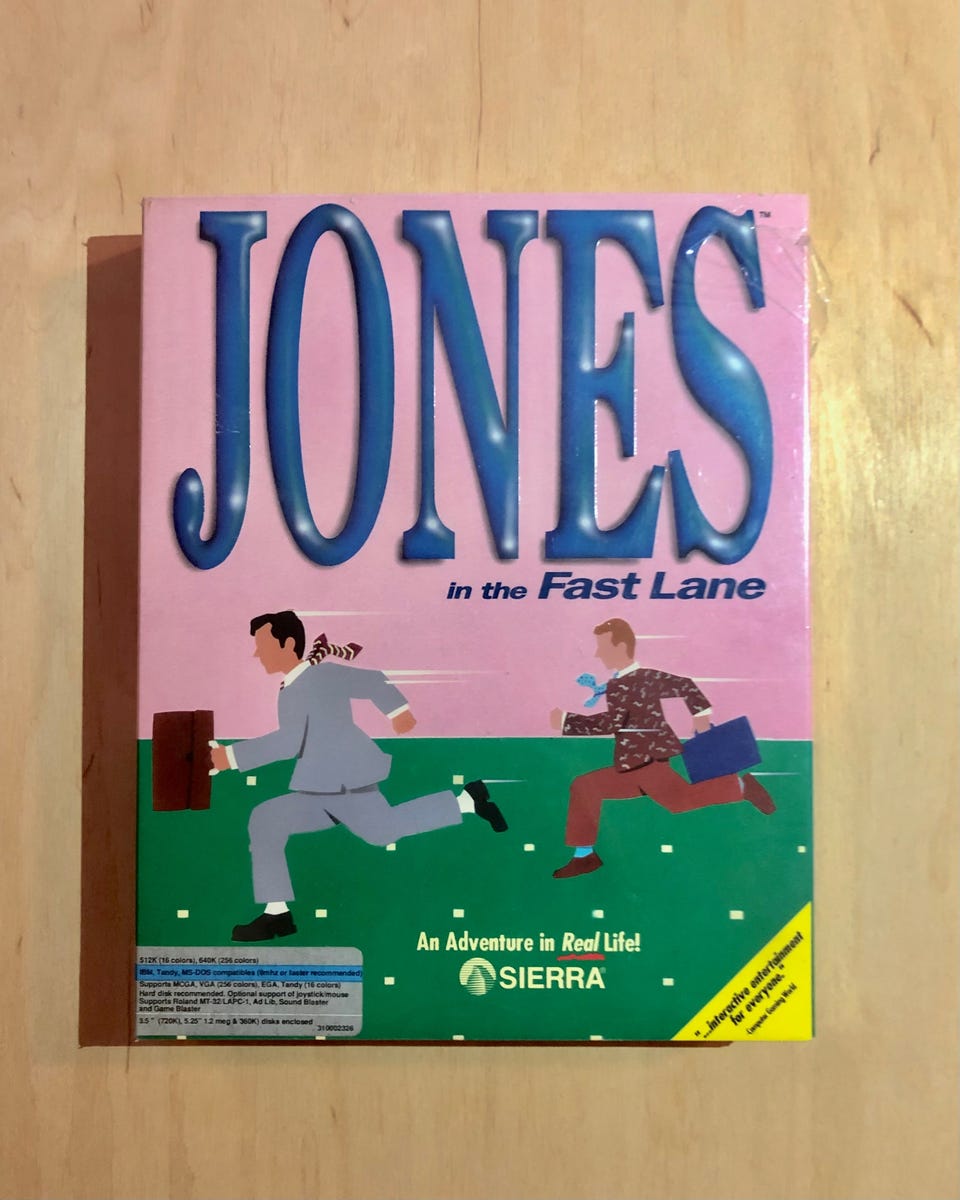 JONES™
in the Fast Lane
An Adventure in Real Life!
SIERRA®
512K (16 colors), 640K (256 colors)
IBM, Tandy, MS-DOS compatibles (8mhz or faster recommended)
Supports MCGA, VGA (256 colors), EGA, Tandy (16 colors)
Hard disk recommended. Optional support of joystick/mouse
Supports Roland MT-32/LAPC-1, Ad Lib, Sound Blaster
and Game Blaster
3.5" (720K), 5.25" 1.2 meg & 360K) disks enclosed
310002326
"...interactive entertainment
for everyone."
-Computer Gaming World